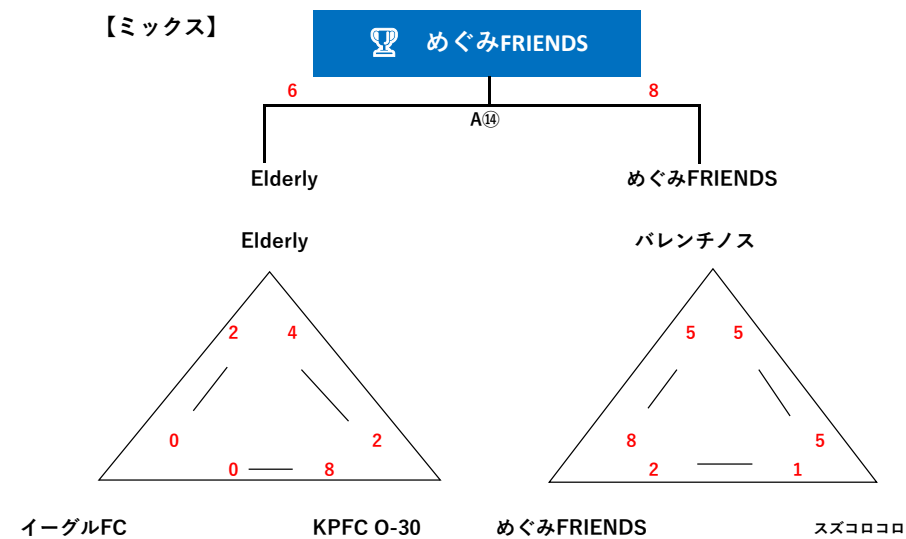 【ミックス】
めぐみFRIENDS
6 8
A⑭
Elderly めぐみFRIENDS
Elderly バレンチノス
2 4 5 5
0 2 8 5
0 8 2 1
イーグルFC KPFC O-30 めぐみFRIENDS スズコロコロ